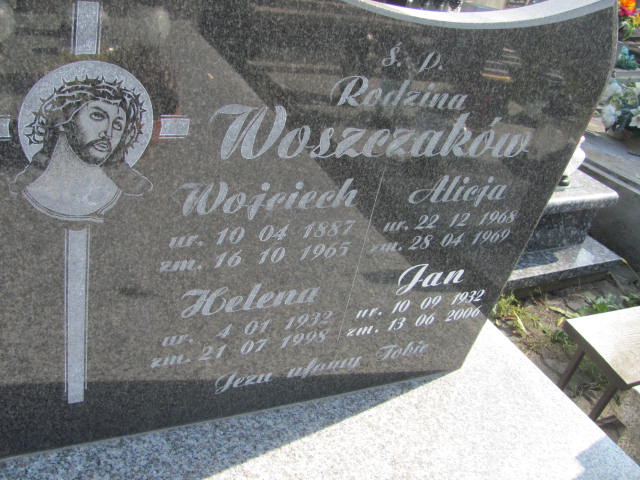 Ś. P.
Rodzina
Woszczaków
Wojciech
ur. 10 04 1887
zm. 16 10 1965
Alicja
ur. 22 12 1968
zm. 28 04 1969
Helena
ur. 4 01 1932
zm. 21 07 1998
Jan
ur. 10 09 1932
zm. 13 06 2006
Jezu ufamy Tobie